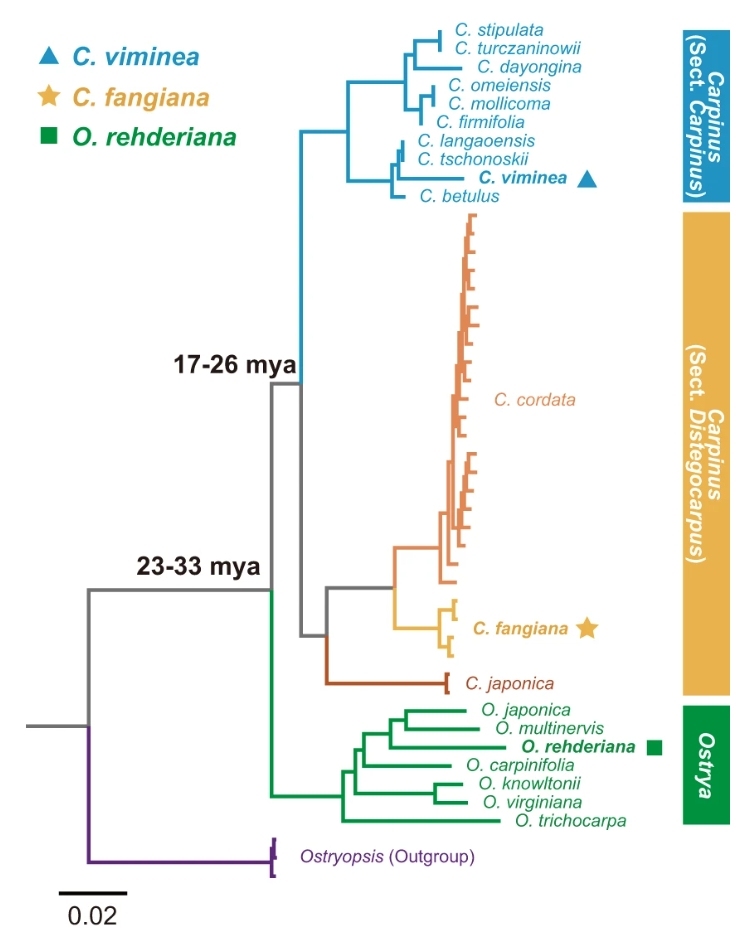 C. viminea
C. fangiana
O. rehderiana
C. stipulata
C. turczaninowii
C. dayongina
C. omeiensis
C. mollicoma
C. firmifolia
C. langaoensis
C. tschonoskii
C. viminea
C. betulus
Carpinus
(Sect. Carpinus)
17-26 mya
C. cordata
Carpinus
(Sect. Distegocarpus)
23-33 mya
C. fangiana
C. japonica
O. japonica
O. multinervis
O. rehderiana
O. carpinifolia
O. knowltonii
O. virginiana
O. trichocarpa
Ostrya
Ostryopsis (Outgroup)
0.02